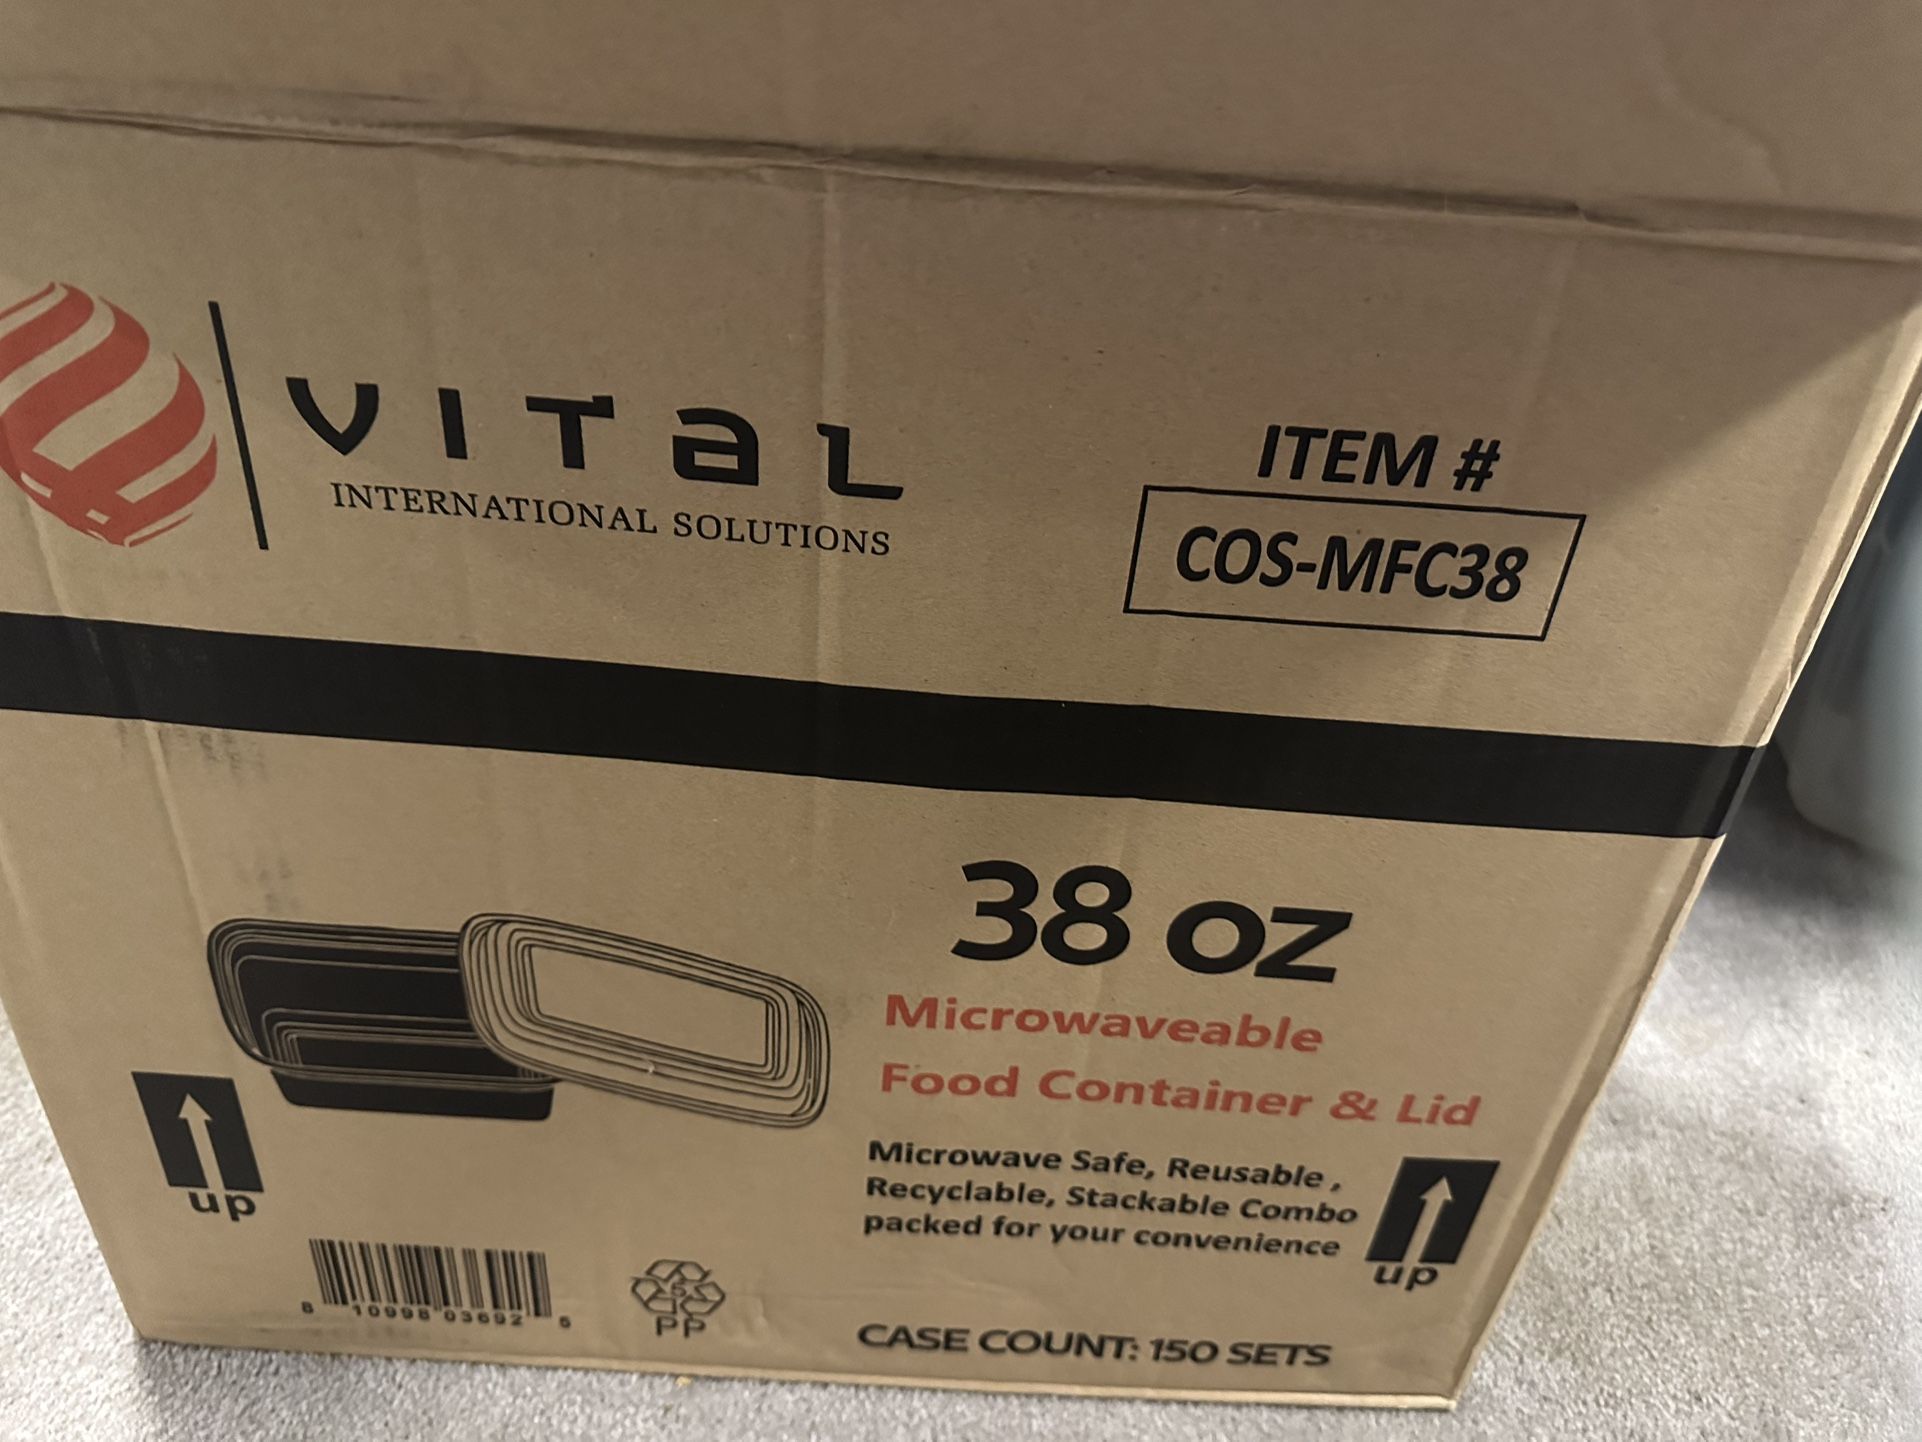 VITAL
INTERNATIONAL SOLUTIONS
ITEM #
COS-MFC38
38 OZ
Microwaveable
Food Container & Lid
Microwave Safe, Reusable ,
Recyclable, Stackable Combo
packed for your convenience
up
up
8 10998 03692 5
5
PP
CASE COUNT: 150 SETS